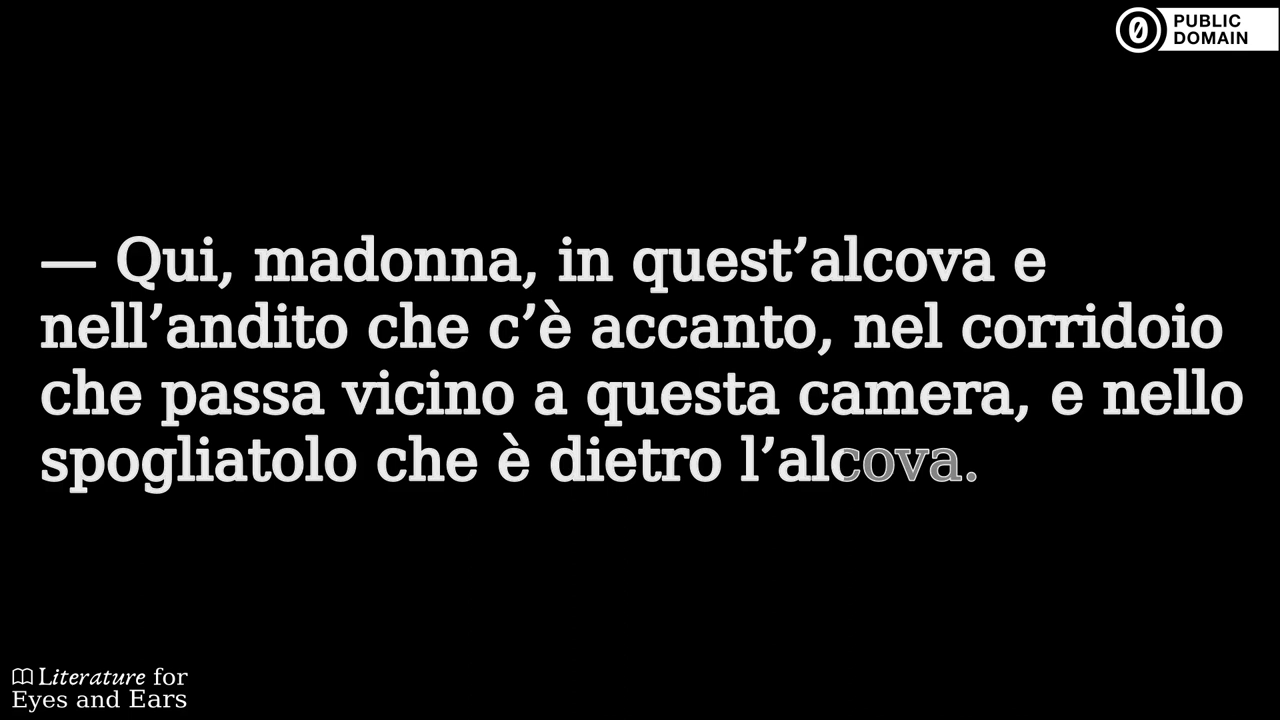 PUBLIC
DOMAIN
— Qui, madonna, in quest’alcova e
nell’andito che c’è accanto, nel corridoio
che passa vicino a questa camera, e nello
spogliatolo che è dietro l’alcova.
Literature for
Eyes and Ears